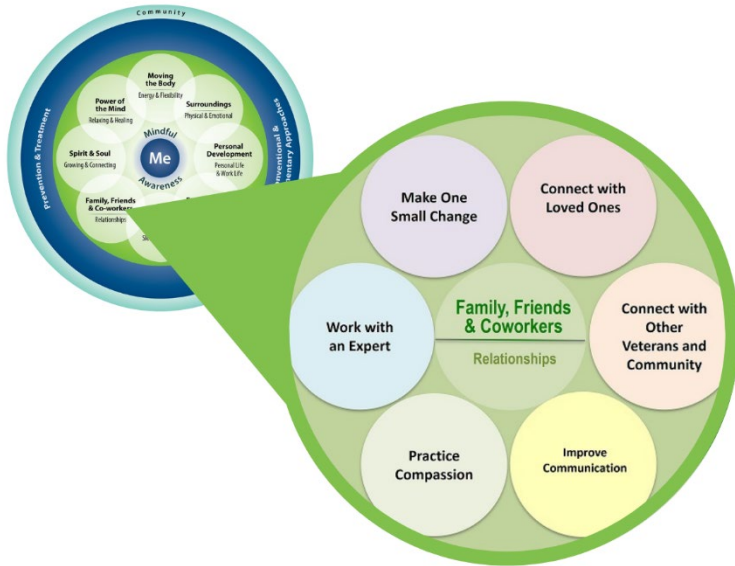 Community
Prevention & Treatment
Moving
the Body
Energy & Flexibility
Power of
the Mind
Relaxing & Healing
Surroundings
Physical & Emotional
Spirit & Soul
Growing & Connecting
Mindful
Me
Awareness
Personal
Development
Personal Life
& Work Life
Family, Friends
& Co-workers
Relationships
Make One
Small Change
Connect with
Loved Ones
Work with
an Expert
Family, Friends
& Coworkers
Relationships
Connect with
Other
Veterans and
Community
Practice
Compassion
Improve
Communication